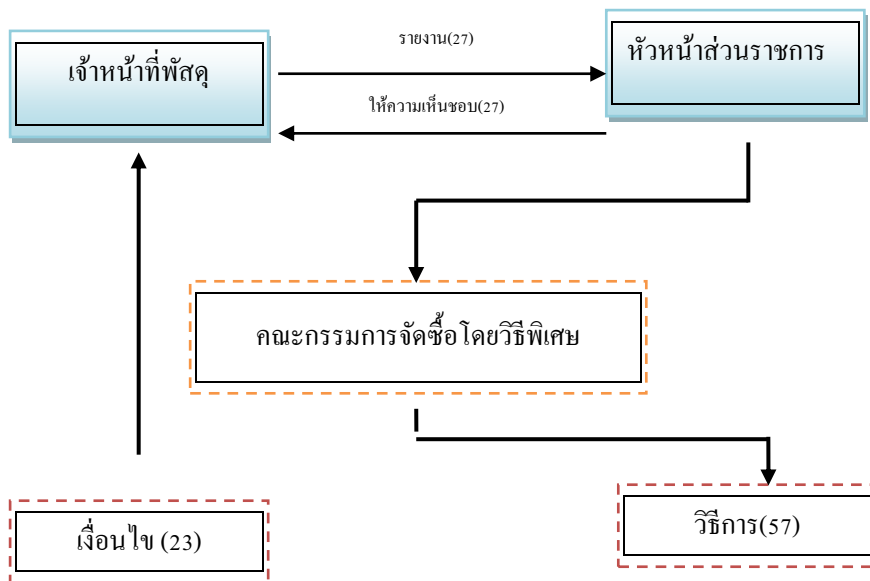 รายงาน(27)
หัวหน้าส่วนราชการ
เจ้าหน้าที่พัสดุ
ให้ความเห็นชอบ(27)
คณะกรรมการจัดซื้อโดยวิธีพิเศษ
วิธีการ(57)
เงื่อนไข (23)